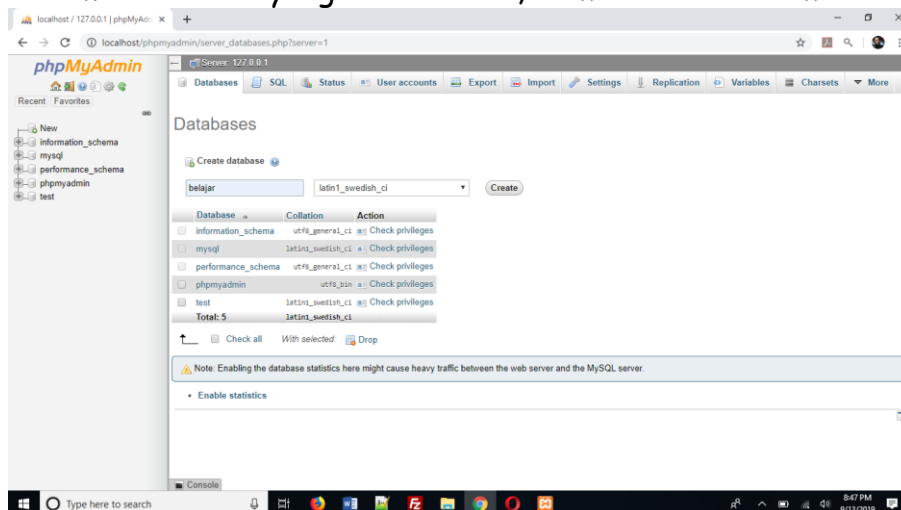 localhost / 127.0.0.1 | phpMyAdm
localhost/phpmyadmin/server_databases.php?server=1
phpMyAdmin
Recent Favorites
New
information_schema
mysql
performance_schema
phpmyadmin
test
Server: 127.0.0.1
Databases SQL Status User accounts Export Import Settings Replication Variables Charsets More
Databases
Create database
belajar latin1_swedish_ci Create
Database Collation Action
information_schema utf8_general_ci Check privileges
mysql latin1_swedish_ci Check privileges
performance_schema utf8_general_ci Check privileges
phpmyadmin utf8_bin Check privileges
test latin1_swedish_ci Check privileges
Total: 5 latin1_swedish_ci
Check all With selected: Drop
Note: Enabling the database statistics here might cause heavy traffic between the web server and the MySQL server.
Enable statistics
Console
Type here to search
8:47 PM
9/13/2019